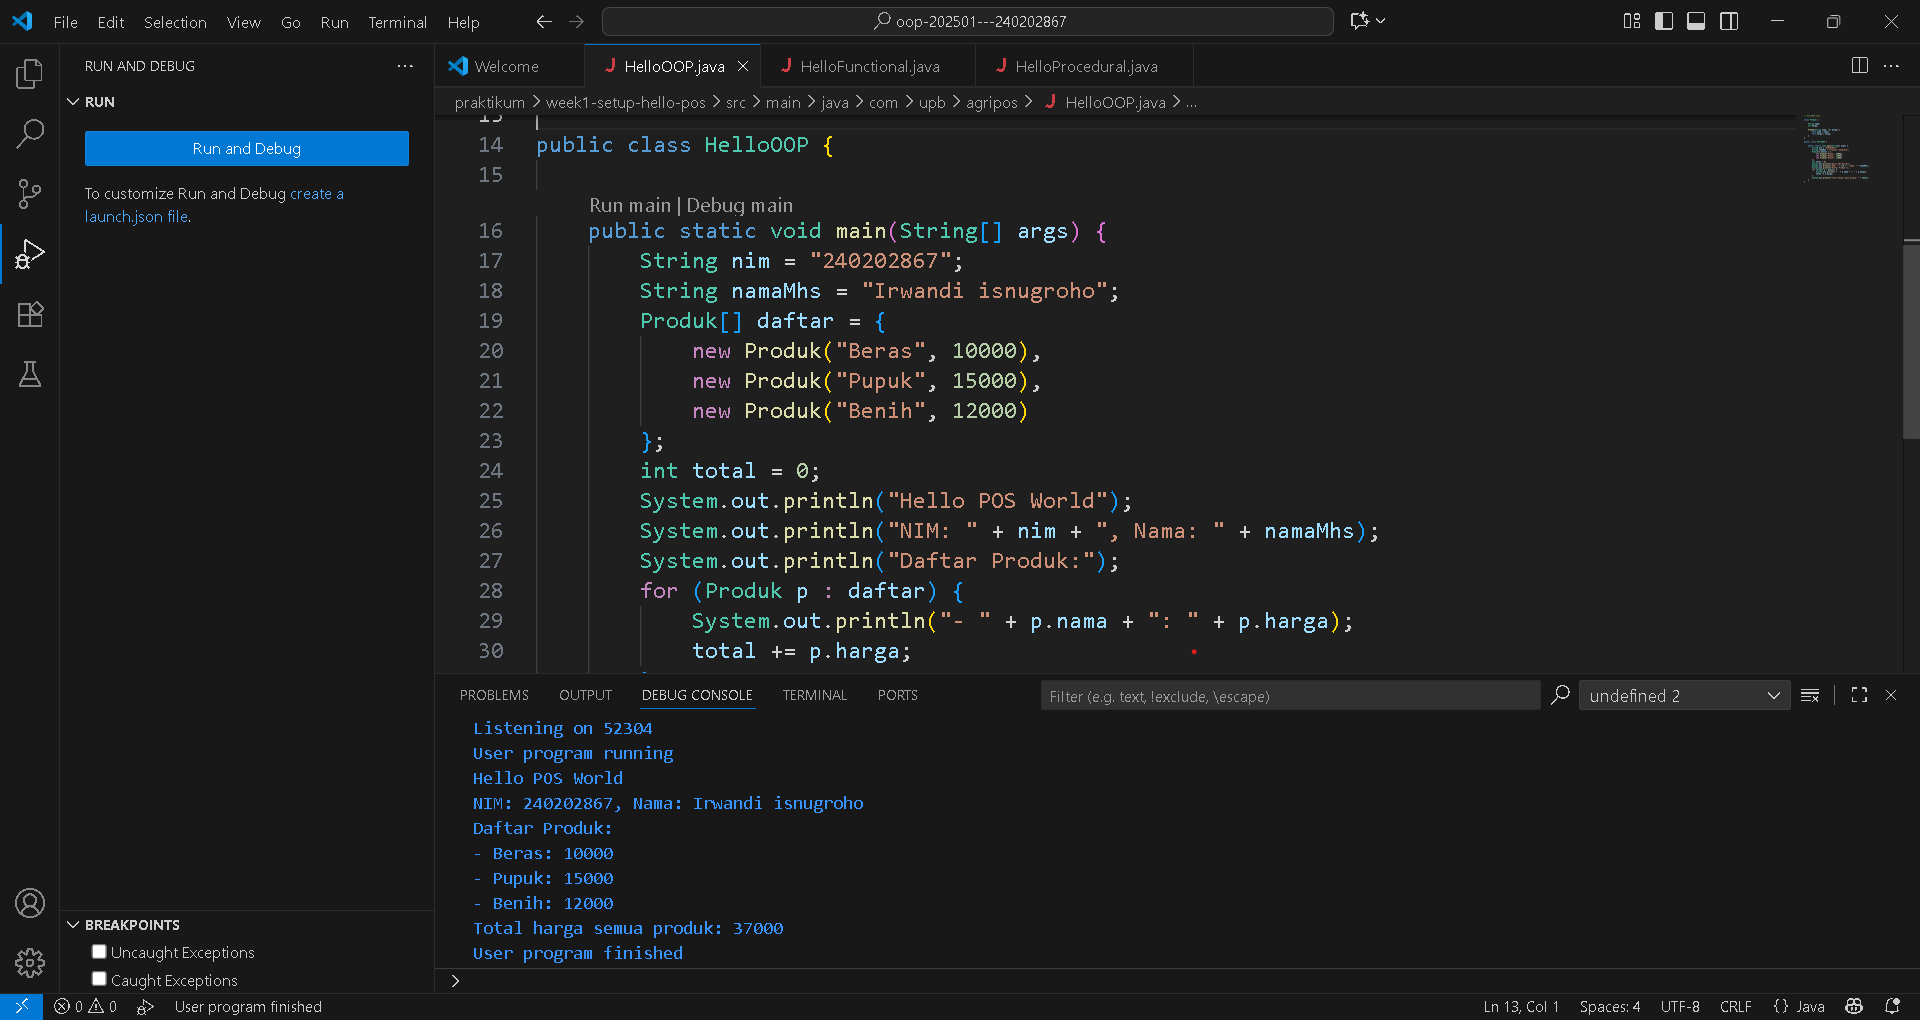 File Edit Selection View Go Run Terminal Help
oop-202501---240202867
RUN AND DEBUG
RUN
Run and Debug
To customize Run and Debug create a
launch.json file.
BREAKPOINTS
Uncaught Exceptions
Caught Exceptions
Welcome
HelloOOP.java
HelloFunctional.java
HelloProcedural.java
praktikum > week1-setup-hello-pos > src > main > java > com > upb > agripos > HelloOOP.java > ...
13
14 public class HelloOOP {
15
Run main | Debug main
16 public static void main(String[] args) {
17 String nim = "240202867";
18 String namaMhs = "Irwandi isnugroho";
19 Produk[] daftar = {
20 new Produk("Beras", 10000),
21 new Produk("Pupuk", 15000),
22 new Produk("Benih", 12000)
23 };
24 int total = 0;
25 System.out.println("Hello POS World");
26 System.out.println("NIM: " + nim + ", Nama: " + namaMhs);
27 System.out.println("Daftar Produk:");
28 for (Produk p : daftar) {
29 System.out.println("- " + p.nama + ": " + p.harga);
30 total += p.harga;
PROBLEMS OUTPUT DEBUG CONSOLE TERMINAL PORTS
Filter (e.g. text, !exclude, \escape)
undefined 2
Listening on 52304
User program running
Hello POS World
NIM: 240202867, Nama: Irwandi isnugroho
Daftar Produk:
- Beras: 10000
- Pupuk: 15000
- Benih: 12000
Total harga semua produk: 37000
User program finished
>
0 0 User program finished
Ln 13, Col 1 Spaces: 4 UTF-8 CRLF {} Java